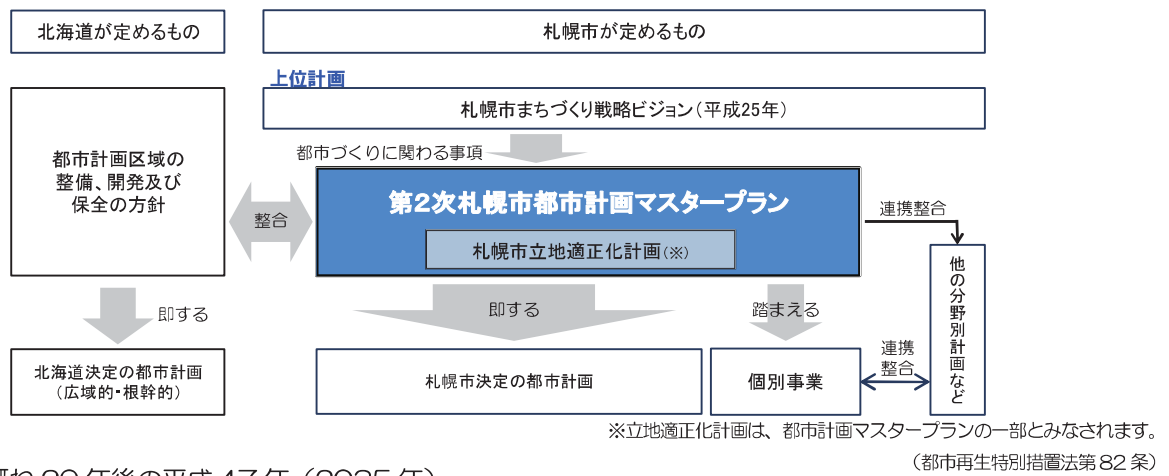 北海道が定めるもの
札幌市が定めるもの
上位計画
札幌市まちづくり戦略ビジョン（平成25年）
都市計画区域の
整備、開発及び
保全の方針
都市づくりに関わる事項
整合
第2次札幌市都市計画マスタープラン
札幌市立地適正化計画(※)
連携整合
即する
即する
踏まえる
他の分野別計画など
北海道決定の都市計画
(広域的・根幹的)
札幌市決定の都市計画
個別事業
連携
整合
※立地適正化計画は、都市計画マスタープランの一部とみなされます。
（都市再生特別措置法第82条）